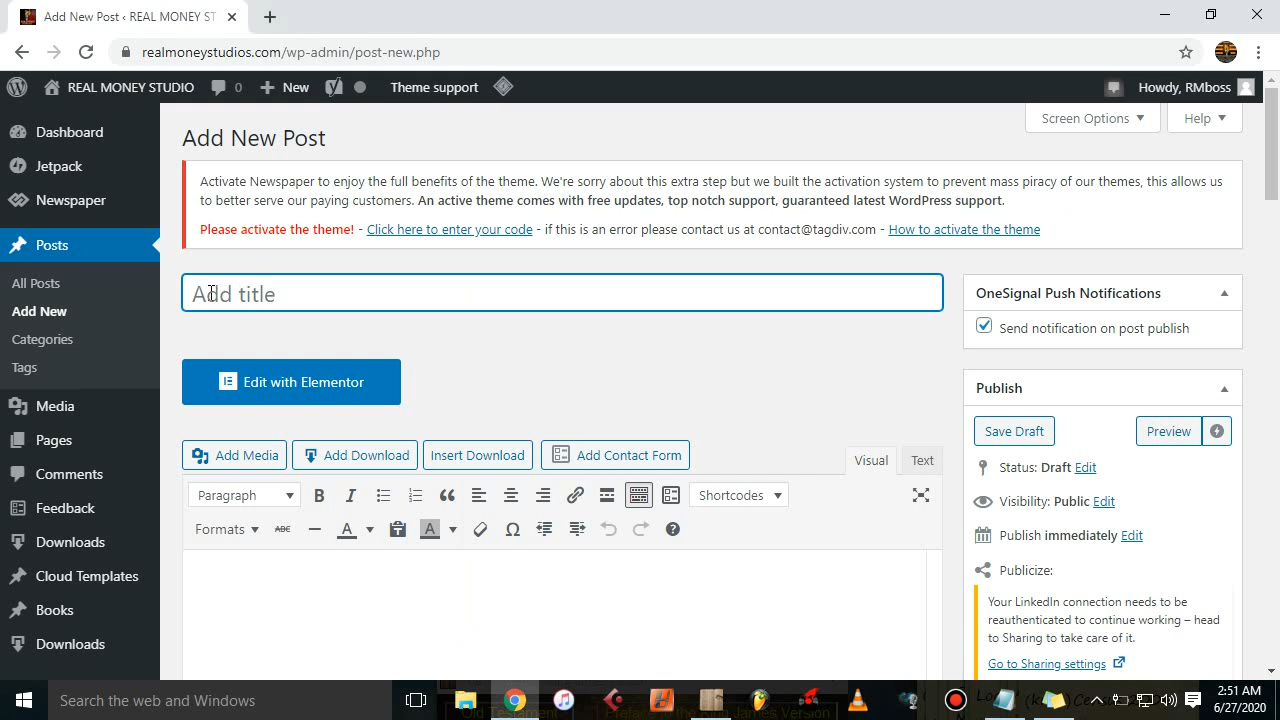 Add New Post ‹ REAL MONEY ST
realmoneystudios.com/wp-admin/post-new.php
REAL MONEY STUDIO 0 New Theme support Howdy, RMboss
Dashboard
Jetpack
Newspaper
Posts
All Posts
Add New
Categories
Tags
Media
Pages
Comments
Feedback
Downloads
Cloud Templates
Books
Downloads
Screen Options Help
Add New Post
Activate Newspaper to enjoy the full benefits of the theme. We're sorry about this extra step but we built the activation system to prevent mass piracy of our themes, this allows us
to better serve our paying customers. An active theme comes with free updates, top notch support, guaranteed latest WordPress support.
Please activate the theme! - Click here to enter your code - if this is an error please contact us at contact@tagdiv.com - How to activate the theme
Add title
Edit with Elementor
Add Media Add Download Insert Download Add Contact Form Visual Text
Paragraph B I Shortcodes
Formats ABC A A Ω
OneSignal Push Notifications
Send notification on post publish
Publish
Save Draft Preview
Status: Draft Edit
Visibility: Public Edit
Publish immediately Edit
Publicize:
Your LinkedIn connection needs to be
reauthenticated to continue working – head
to Sharing to take care of it.
Go to Sharing settings
Search the web and Windows
2:51 AM
6/27/2020